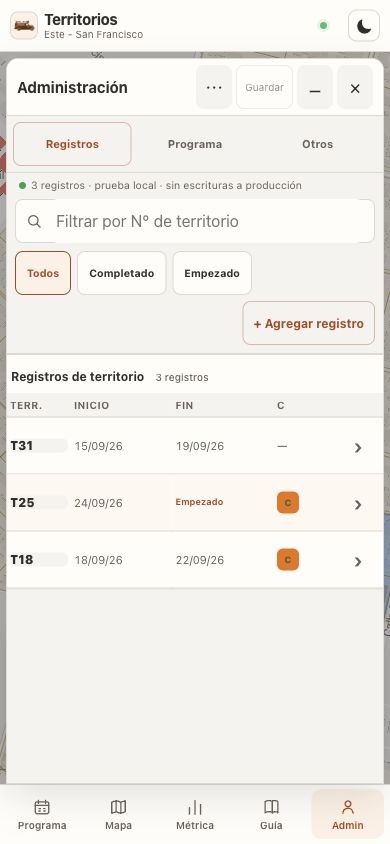 Territorios
Este - San Francisco
Administración
Guardar
Registros
Programa
Otros
3 registros · prueba local · sin escrituras a producción
Filtrar por Nº de territorio
Todos
Completado
Empezado
+ Agregar registro
Registros de territorio 3 registros
TERR. INICIO FIN C
T31 15/09/26 19/09/26 —
T25 24/09/26 Empezado C
T18 18/09/26 22/09/26 C
Programa
Mapa
Métrica
Guía
Admin